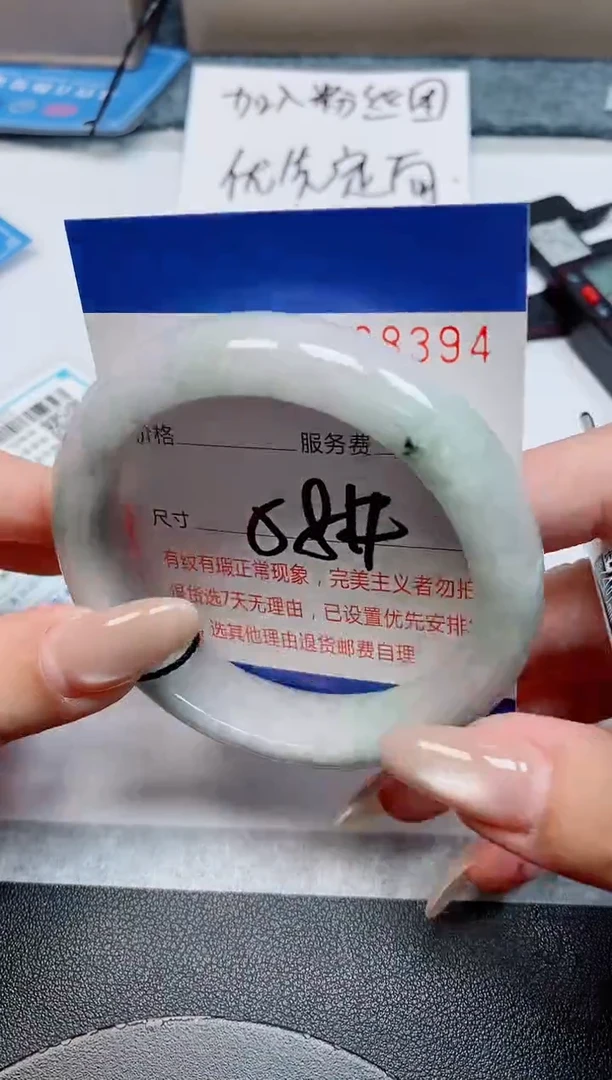 加入粉丝团
优先定向
8394
价格 服务费
尺寸 58#
有纹有瑕正常现象，完美主义者勿拍
退货选7天无理由，已设置优先安排
选其他理由退货邮费自理